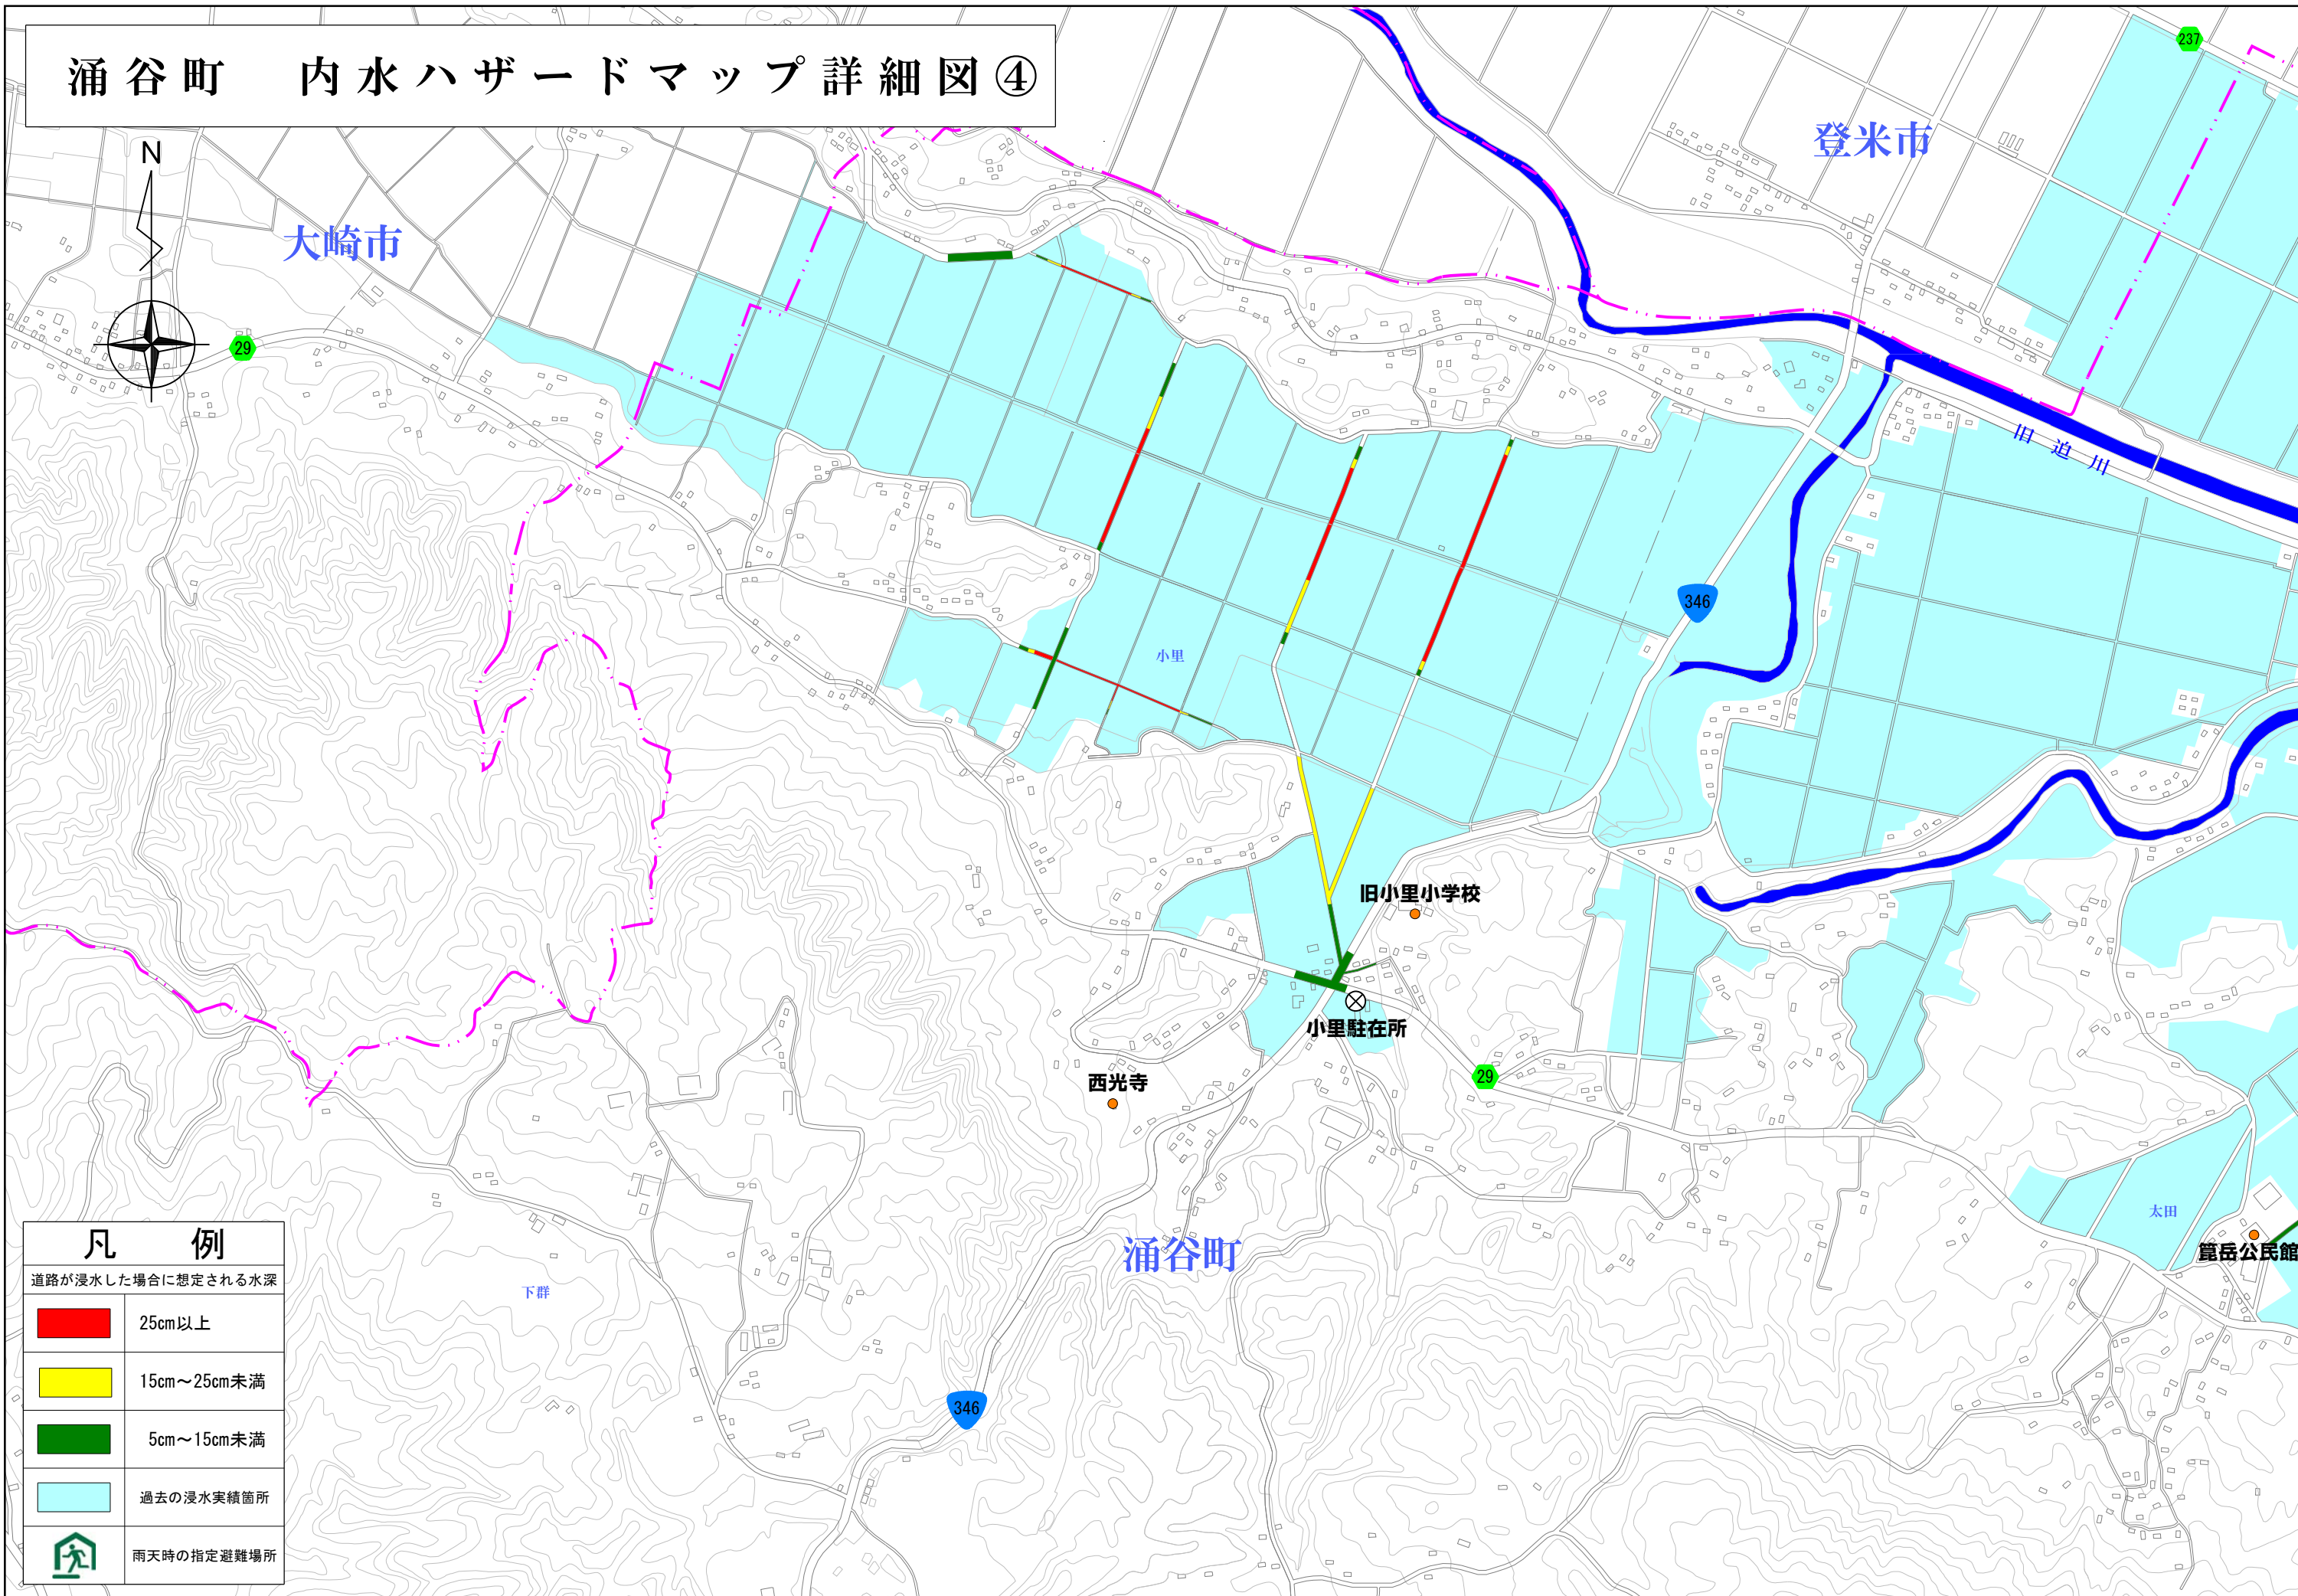 涌谷町　内水ハザードマップ詳細図④
237
登米市
N
大崎市
29
旧迫川
346
小里
旧小里小学校
小里駐在所
29
西光寺
太田
箟岳公民館
涌谷町
下群
346
凡例
道路が浸水した場合に想定される水深
25cm以上
15cm～25cm未満
5cm～15cm未満
過去の浸水実績箇所
雨天時の指定避難場所